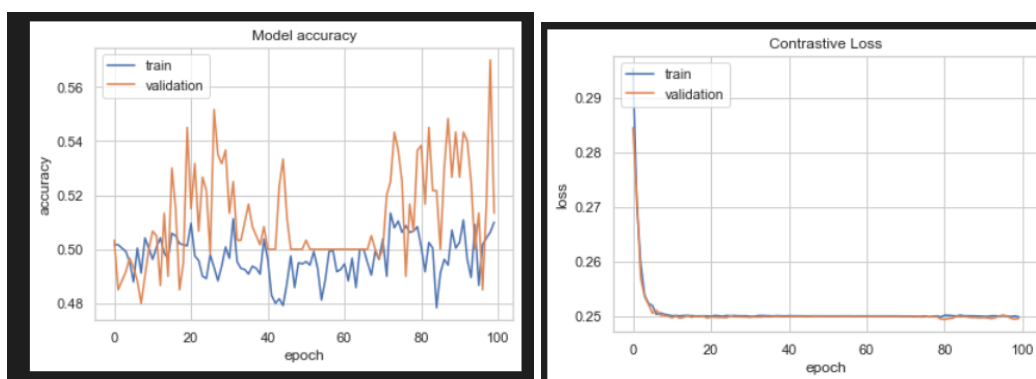 Model accuracy
train
validation
0.56
0.54
0.52
0.50
0.48
accuracy
0 20 40 60 80 100
epoch
Contrastive Loss
train
validation
0.29
0.28
0.27
0.26
0.25
loss
0 20 40 60 80 100
epoch